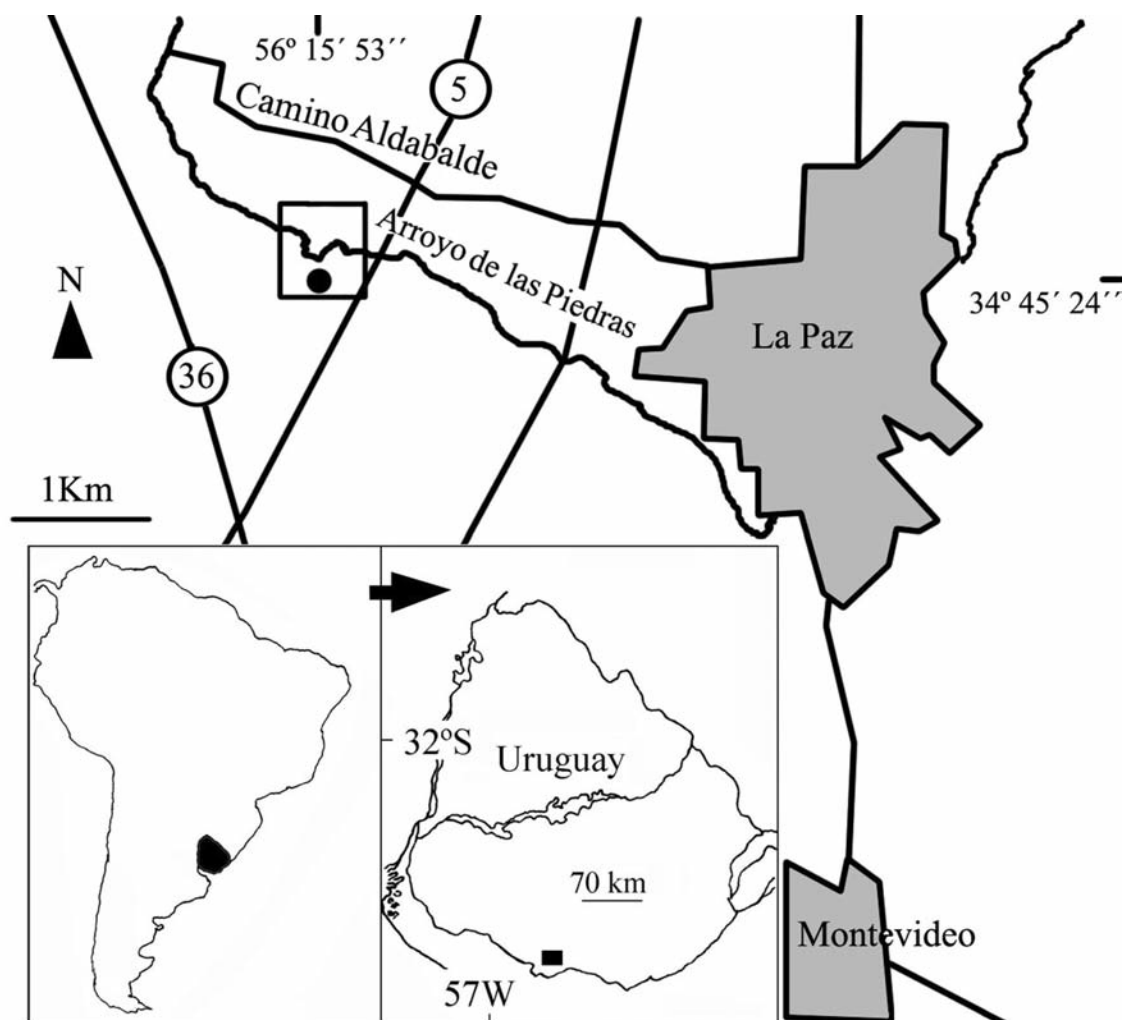 56º 15´ 53´´
5
Camino Aldabalde
Arroyo de las Piedras
N
34º 45´ 24´´
La Paz
36
1Km
32ºS
Uruguay
70 km
Montevideo
57W